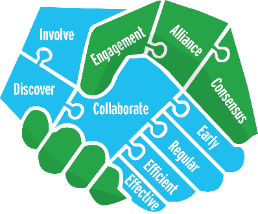 Involve
Engagement
Alliance
Consensus
Discover
Collaborate
Early
Regular
Efficient
Effective